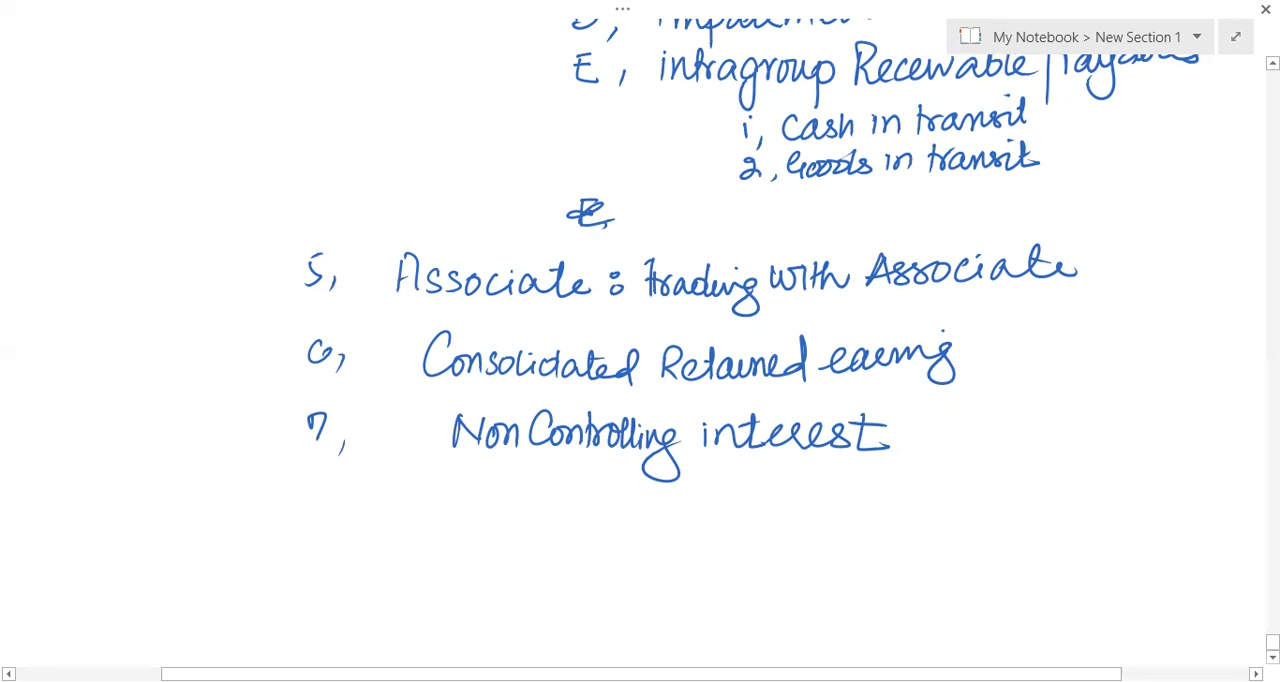 My Notebook > New Section 1
E, intragroup Receivable /
1, Cash in transit
2, Goods in transit
E,
5, Associate : trading with Associate
6, Consolidated Retained earning
7, Non Controlling interest